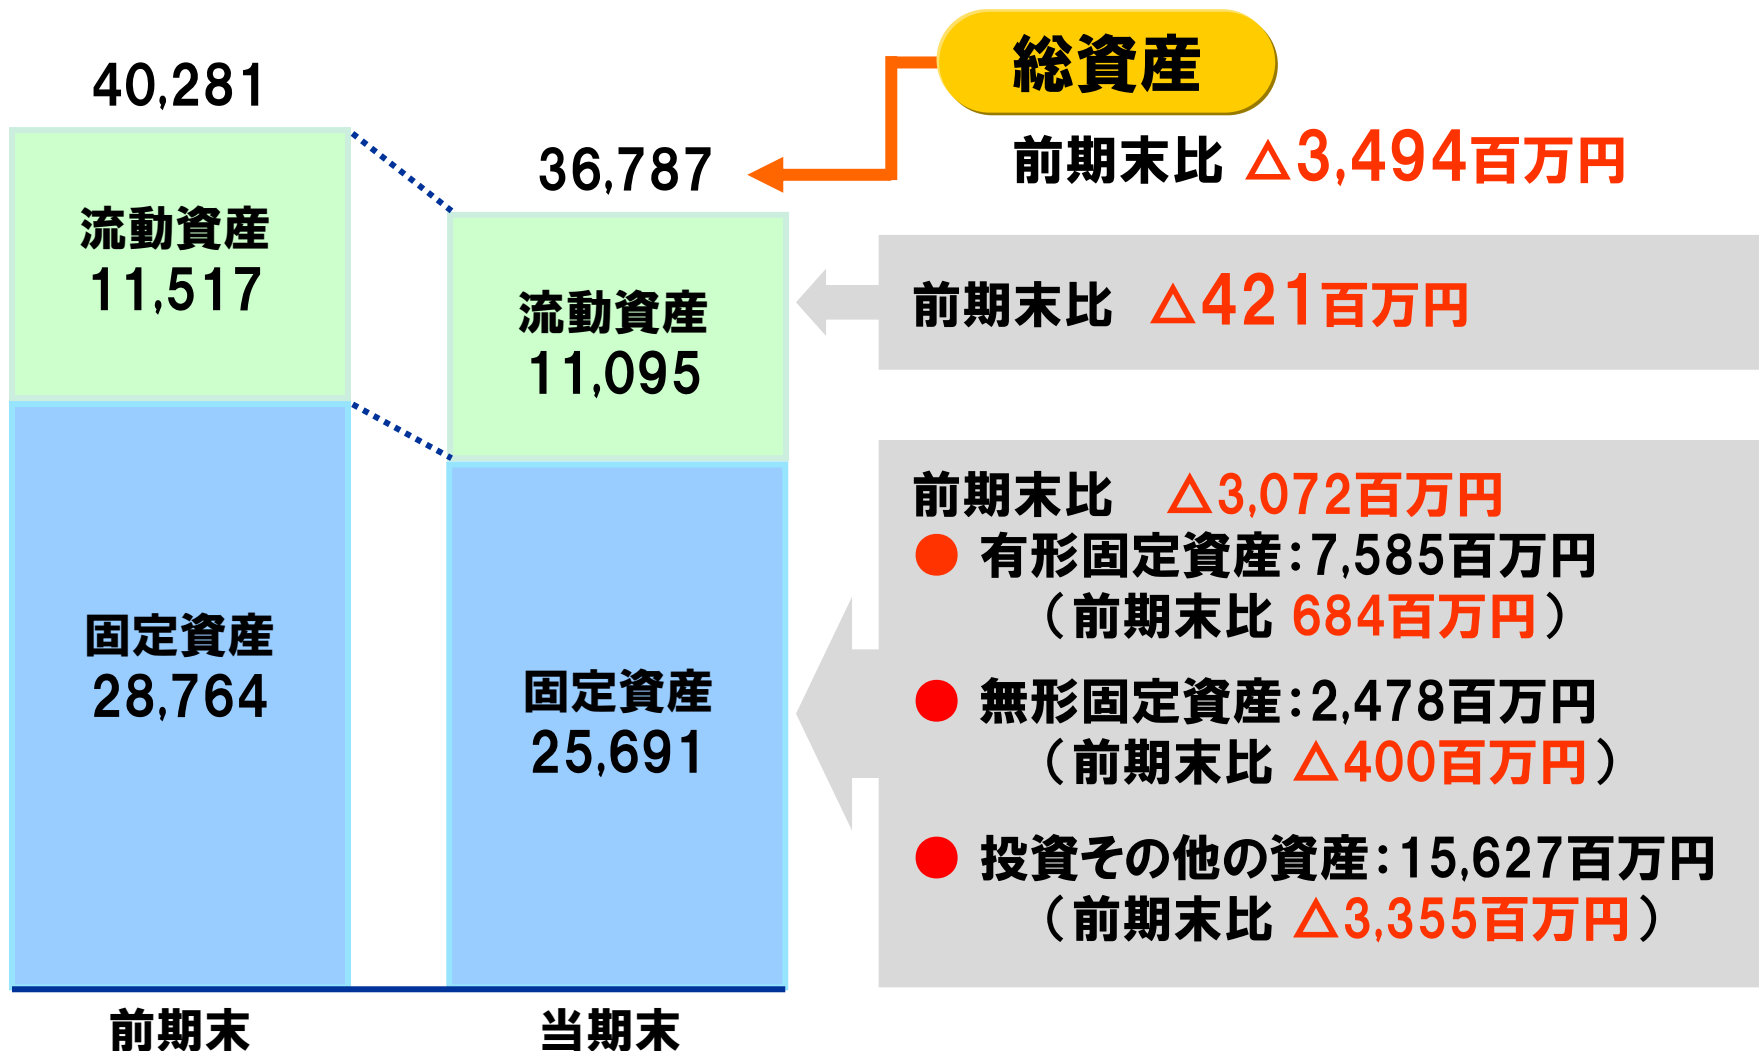 総資産
前期末比 △3,494百万円
40,281
流動資産
11,517
固定資産
28,764
前期末
36,787
流動資産
11,095
固定資産
25,691
当期末
前期末比 △421百万円
前期末比 △3,072百万円
● 有形固定資産：7,585百万円
（前期末比 684百万円）
● 無形固定資産：2,478百万円
（前期末比 △400百万円）
● 投資その他の資産：15,627百万円
（前期末比 △3,355百万円）